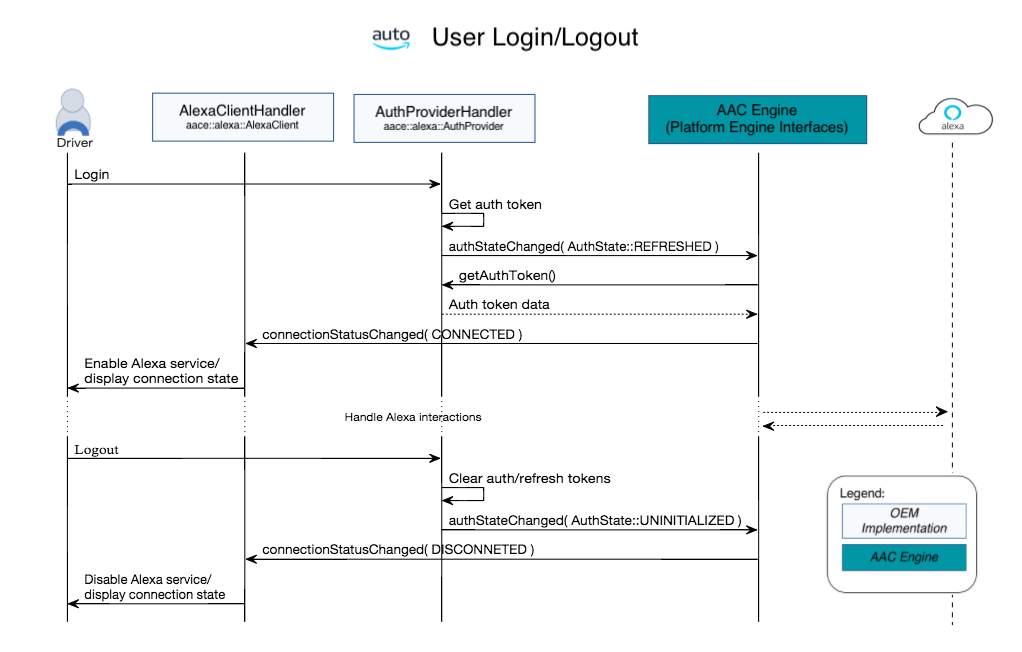 auto User Login/Logout
AlexaClientHandler
aace::alexa::AlexaClient
AuthProviderHandler
aace::alexa::AuthProvider
AAC Engine
(Platform Engine Interfaces)
alexa
Driver
Login
Get auth token
authStateChanged( AuthState::REFRESHED )
getAuthToken()
Auth token data
connectionStatusChanged( CONNECTED )
Enable Alexa service/
display connection state
Handle Alexa interactions
Logout
Clear auth/refresh tokens
authStateChanged( AuthState::UNINITIALIZED )
connectionStatusChanged( DISCONNETED )
Disable Alexa service/
display connection state
Legend:
OEM
Implementation
AAC Engine